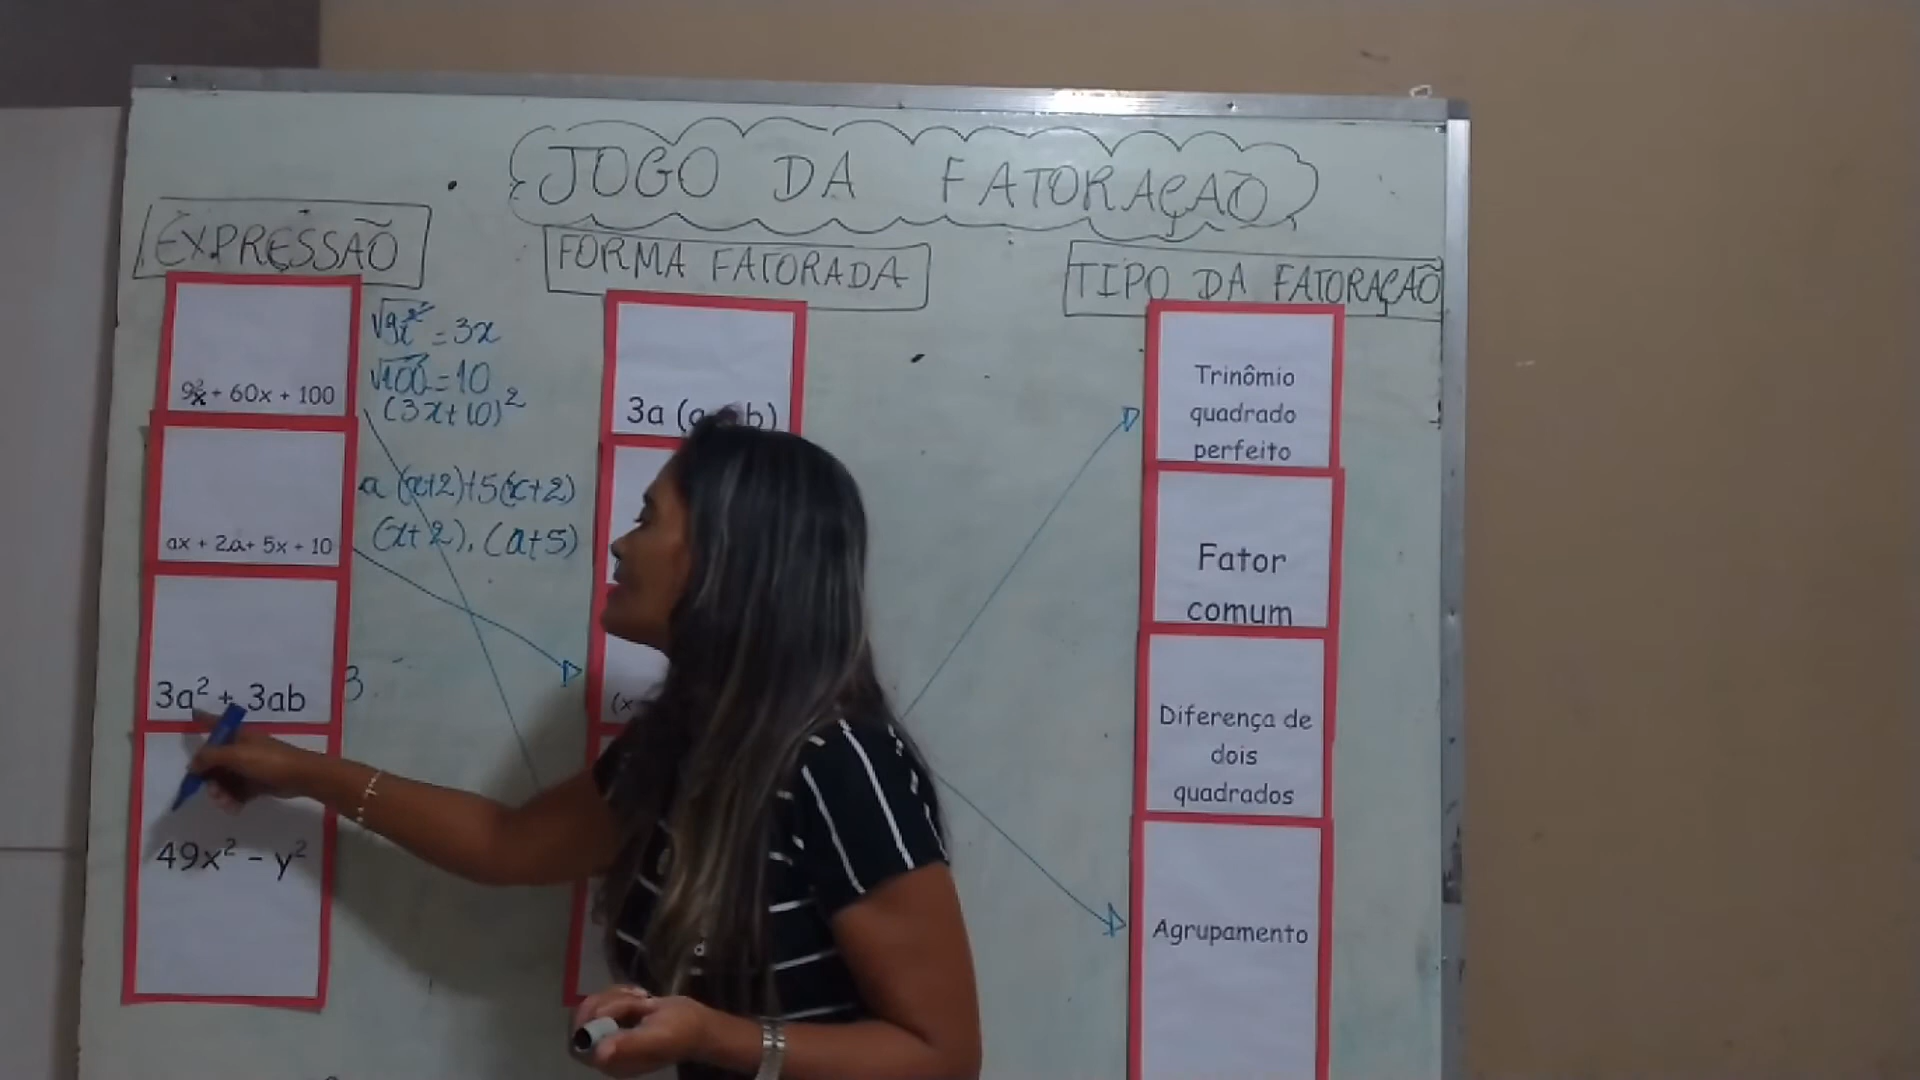 JOGO DA FATORAÇÃO
EXPRESSÃO
9x² + 60x + 100
ax + 2a + 5x + 10
3a² + 3ab
49x² - y²
√9x² = 3x
√100 = 10
(3x+10)²
a (x+2)+5(x+2)
(x+2).(a+5)
3
FORMA FATORADA
3a (a b)
(x
TIPO DA FATORAÇÃO
Trinômio
quadrado
perfeito
Fator
comum
Diferença de
dois
quadrados
Agrupamento